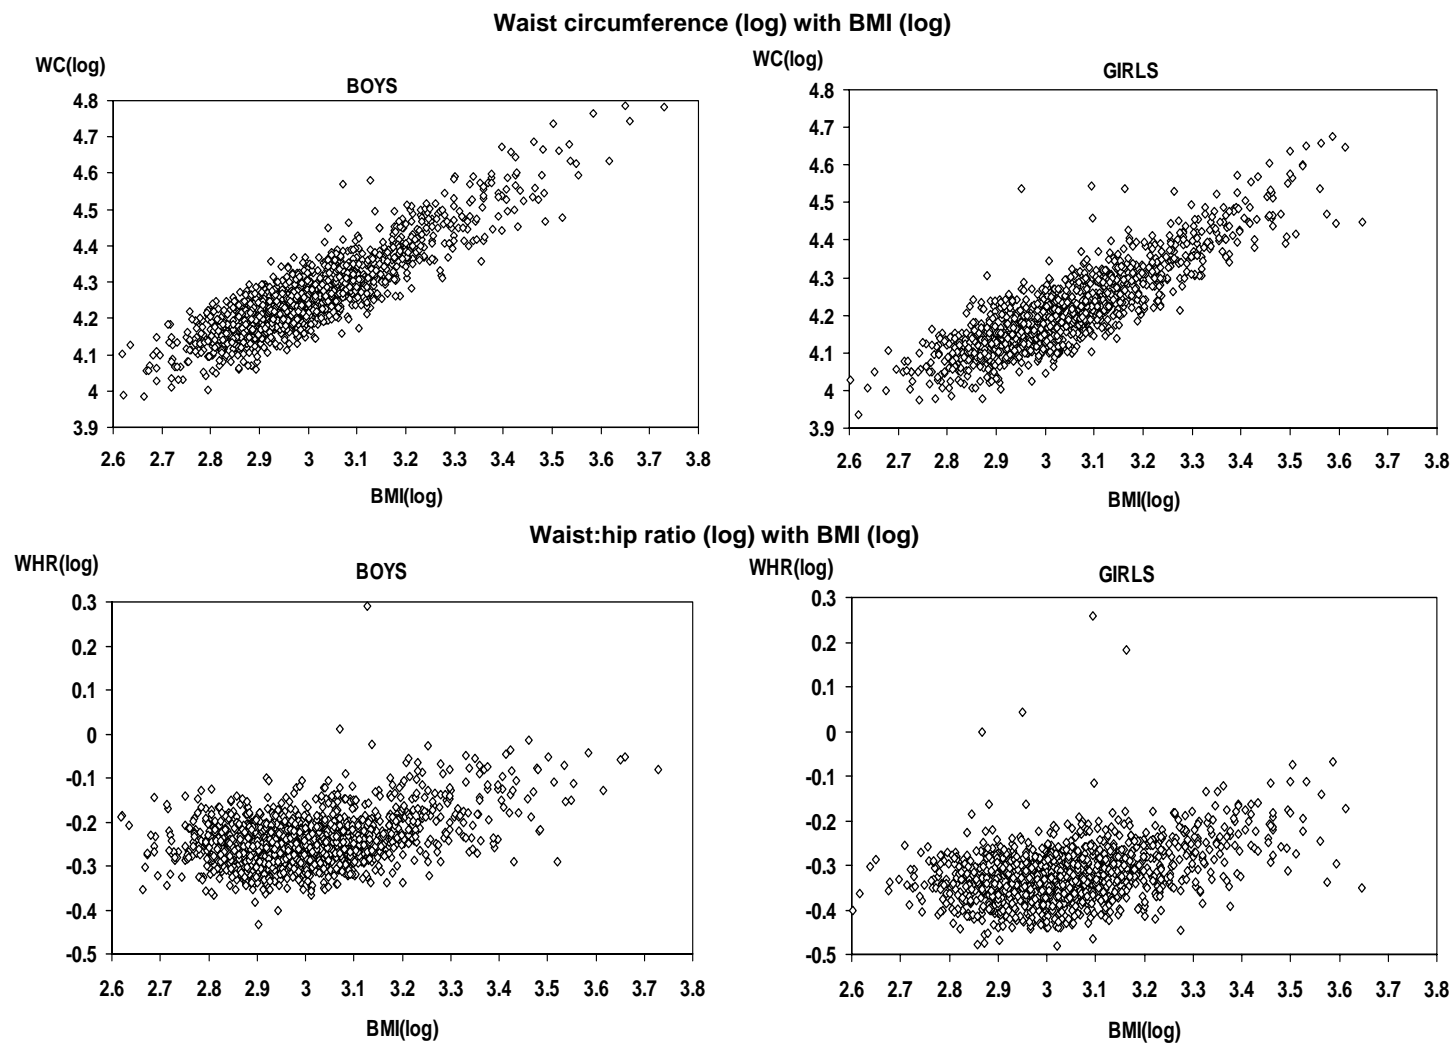 Waist circumference (log) with BMI (log)
WC(log)
BOYS
4.8
4.7
4.6
4.5
4.4
4.3
4.2
4.1
4
3.9
2.6 2.7 2.8 2.9 3 3.1 3.2 3.3 3.4 3.5 3.6 3.7 3.8
BMI(log)
WC(log)
GIRLS
4.8
4.7
4.6
4.5
4.4
4.3
4.2
4.1
4
3.9
2.6 2.7 2.8 2.9 3 3.1 3.2 3.3 3.4 3.5 3.6 3.7 3.8
BMI(log)
Waist:hip ratio (log) with BMI (log)
WHR(log)
BOYS
0.3
0.2
0.1
0
-0.1
-0.2
-0.3
-0.4
-0.5
2.6 2.7 2.8 2.9 3 3.1 3.2 3.3 3.4 3.5 3.6 3.7 3.8
BMI(log)
WHR(log)
GIRLS
0.3
0.2
0.1
0
-0.1
-0.2
-0.3
-0.4
-0.5
2.6 2.7 2.8 2.9 3 3.1 3.2 3.3 3.4 3.5 3.6 3.7 3.8
BMI(log)